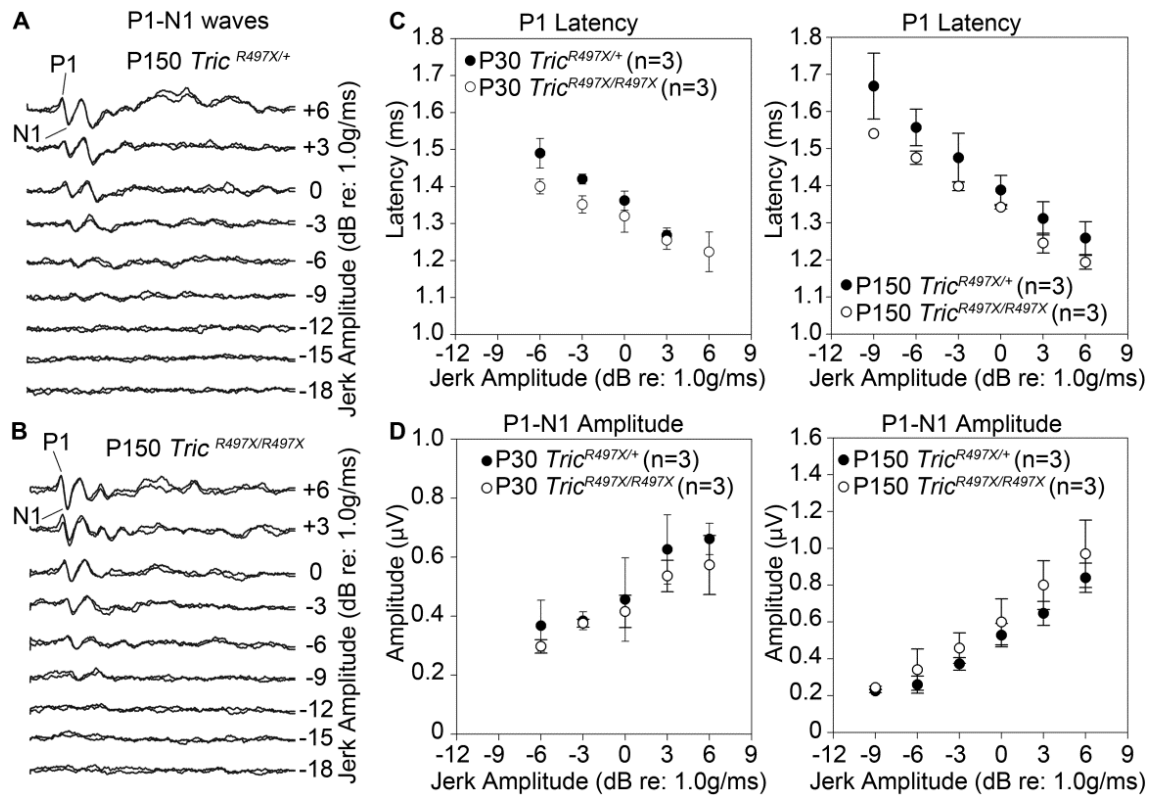 A
P1-N1 waves
P150 Tric R497X/+
P1
N1
+6
+3
0
-3
-6
-9
-12
-15
-18
Jerk Amplitude (dB re: 1.0g/ms)
B
P1
P150 Tric R497X/R497X
N1
+6
+3
0
-3
-6
-9
-12
-15
-18
Jerk Amplitude (dB re: 1.0g/ms)
C
P1 Latency
1.8
1.7
1.6
1.5
1.4
1.3
1.2
1.1
1.0
Latency (ms)
P30 Tric R497X/+ (n=3)
P30 Tric R497X/R497X (n=3)
-12 -9 -6 -3 0 3 6 9
Jerk Amplitude (dB re: 1.0g/ms)
P1 Latency
1.8
1.7
1.6
1.5
1.4
1.3
1.2
1.1
1.0
Latency (ms)
P150 Tric R497X/+ (n=3)
P150 Tric R497X/R497X (n=3)
-12 -9 -6 -3 0 3 6 9
Jerk Amplitude (dB re: 1.0g/ms)
D
P1-N1 Amplitude
1.0
0.8
0.6
0.4
0.2
0
Amplitude (µV)
P30 Tric R497X/+ (n=3)
P30 Tric R497X/R497X (n=3)
-12 -9 -6 -3 0 3 6 9
Jerk Amplitude (dB re: 1.0g/ms)
P1-N1 Amplitude
1.6
1.4
1.2
1.0
0.8
0.6
0.4
0.2
0
Amplitude (µV)
P150 Tric R497X/+ (n=3)
P150 Tric R497X/R497X (n=3)
-12 -9 -6 -3 0 3 6 9
Jerk Amplitude (dB re: 1.0g/ms)